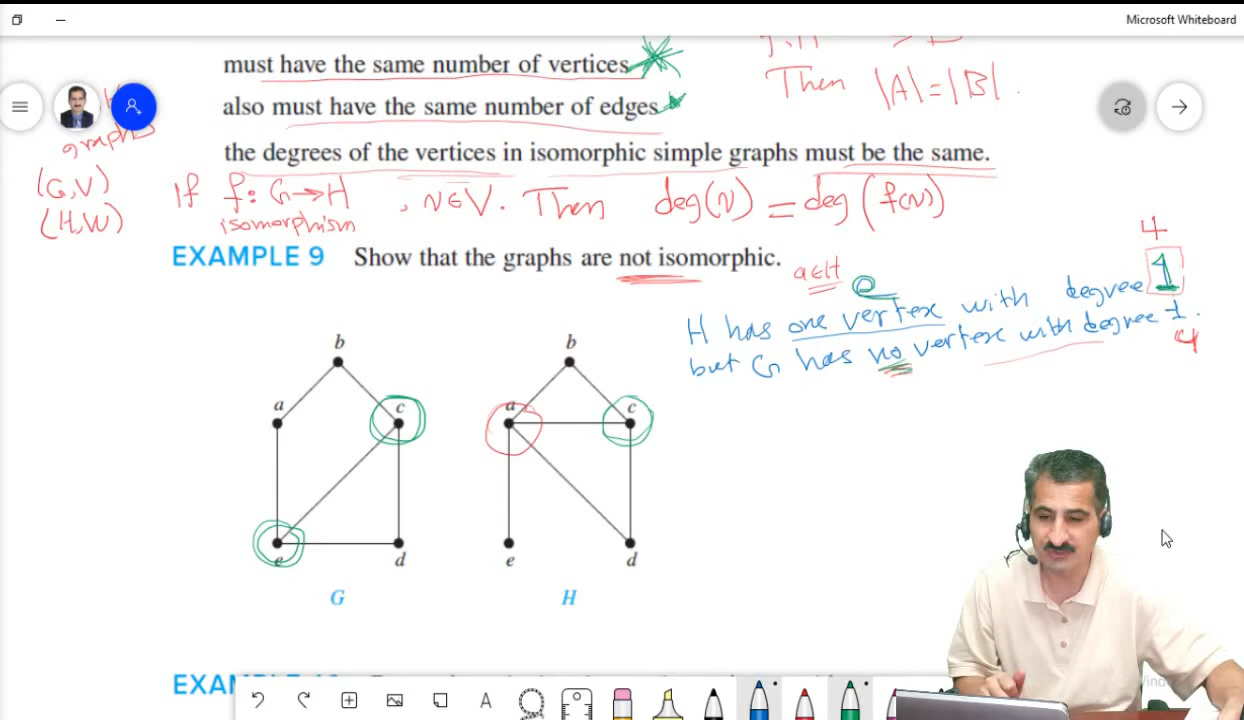 Microsoft Whiteboard
must have the same number of vertices
Then |A|=|B|.
also must have the same number of edges
graphs
the degrees of the vertices in isomorphic simple graphs must be the same.
(G,V)
(H,W)
If f: G→H , v∈V. Then deg(v) = deg(f(v))
isomorphism
EXAMPLE 9 Show that the graphs are not isomorphic.
4
a∈H e
H has one vertex with degree 1
but G has no vertex with degree 1.
4
b
a
c
e
d
G
b
a
c
e
d
H
EXAM
A